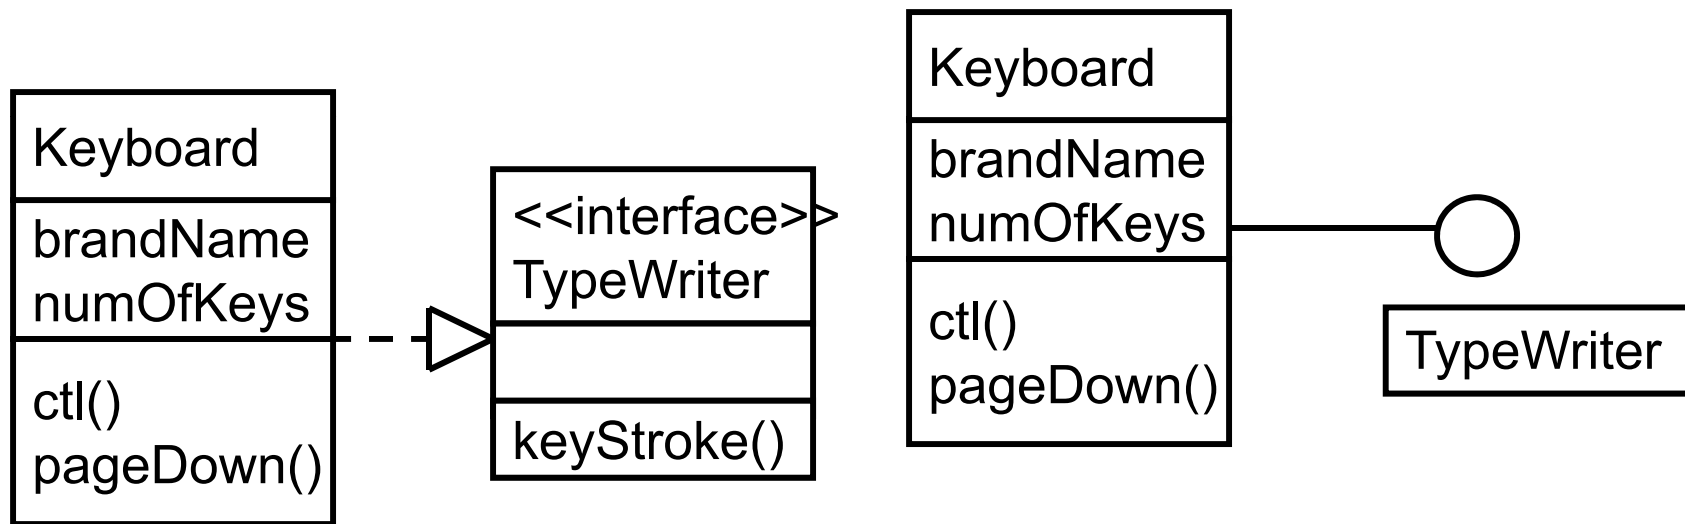 Keyboard
brandName
numOfKeys
ctl()
pageDown()
<<interface>>
TypeWriter
keyStroke()
Keyboard
brandName
numOfKeys
ctl()
pageDown()
TypeWriter